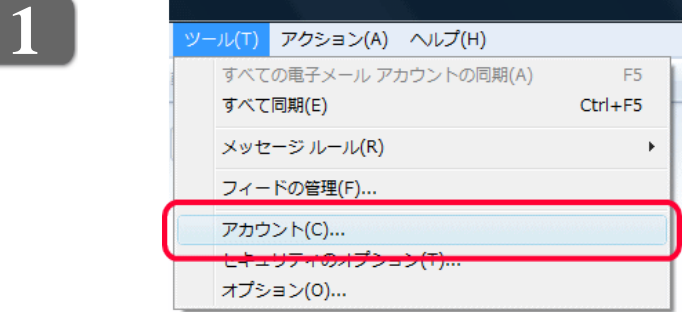 1
ツール(T) アクション(A) ヘルプ(H)
すべての電子メール アカウントの同期(A) F5
すべて同期(E) Ctrl+F5
メッセージ ルール(R)
フィードの管理(F)...
アカウント(C)...
セキュリティのオプション(T)...
オプション(O)...